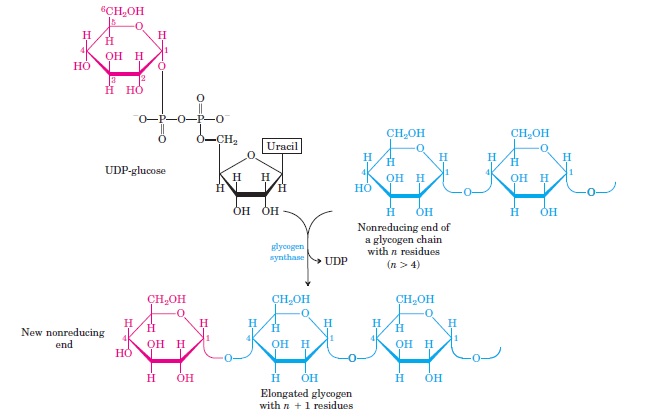 ⁶CH₂OH
5
O
H
H
H
4
1
OH
H
HO
O
3
2
H
HO
O
⁻O—P—O—P—O⁻
O
O—CH₂
Uracil
O
UDP-glucose
H
H
H
H
OH
OH
CH₂OH
O
H
H
H
4
1
OH
H
HO
O
H
OH
CH₂OH
O
H
H
H
4
1
OH
H
O
H
OH
Nonreducing end of
a glycogen chain
with n residues
(n > 4)
glycogen
synthase
UDP
New nonreducing
end
CH₂OH
O
H
H
H
4
1
OH
H
HO
O
H
OH
CH₂OH
O
H
H
H
4
1
OH
H
O
H
OH
CH₂OH
O
H
H
H
4
1
OH
H
O
H
OH
Elongated glycogen
with n + 1 residues